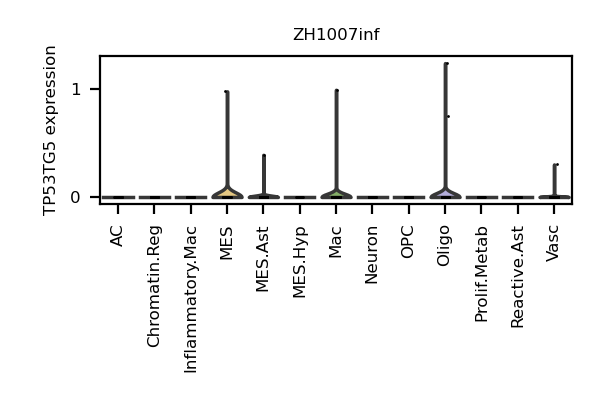 ZH1007inf
TP53TG5 expression
1
0
AC
Chromatin.Reg
Inflammatory.Mac
MES
MES.Ast
MES.Hyp
Mac
Neuron
OPC
Oligo
Prolif.Metab
Reactive.Ast
Vasc